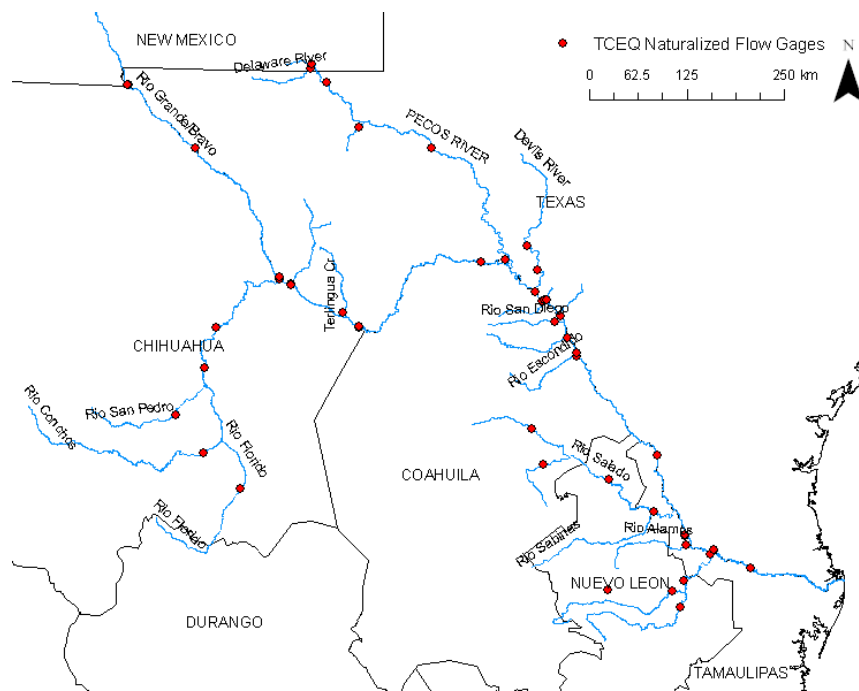 NEW MEXICO
TCEQ Naturalized Flow Gages
N
0 62.5 125 250 km
Delaware River
Rio Grande/Bravo
PECOS RIVER
Devils River
TEXAS
Terlingua Cr.
Rio San Diego
CHIHUAHUA
Rio Escondido
Rio San Pedro
Rio Conchos
Rio Florido
COAHUILA
Rio Salado
Rio Florido
Rio Alamos
Rio Sabinas
NUEVO LEON
DURANGO
TAMAULIPAS